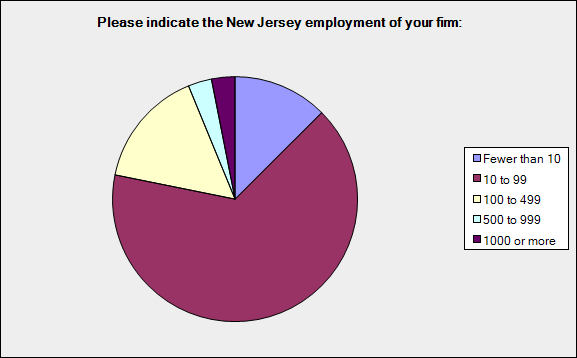 Please indicate the New Jersey employment of your firm:
Fewer than 10
10 to 99
100 to 499
500 to 999
1000 or more